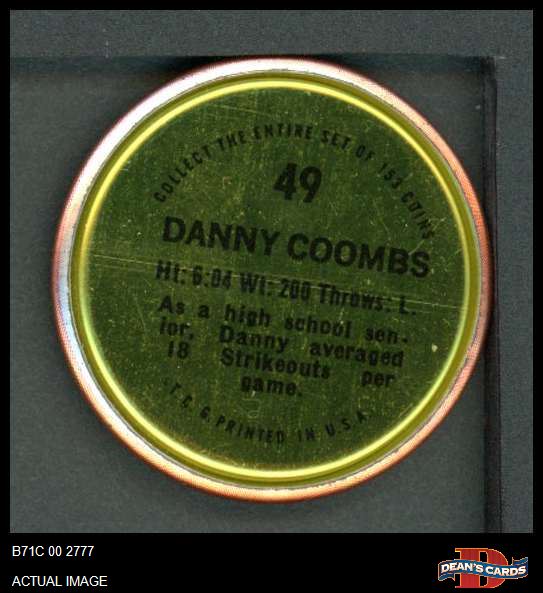 COLLECT THE ENTIRE SET OF 153 COINS
49
DANNY COOMBS
Ht: 6:04 Wt: 200 Throws: L.
As a high school sen-
ior, Danny averaged
18 Strikeouts per
game.
T. C. G. PRINTED IN U.S.A.
B71C 00 2777
ACTUAL IMAGE
D
DEAN'S CARDS